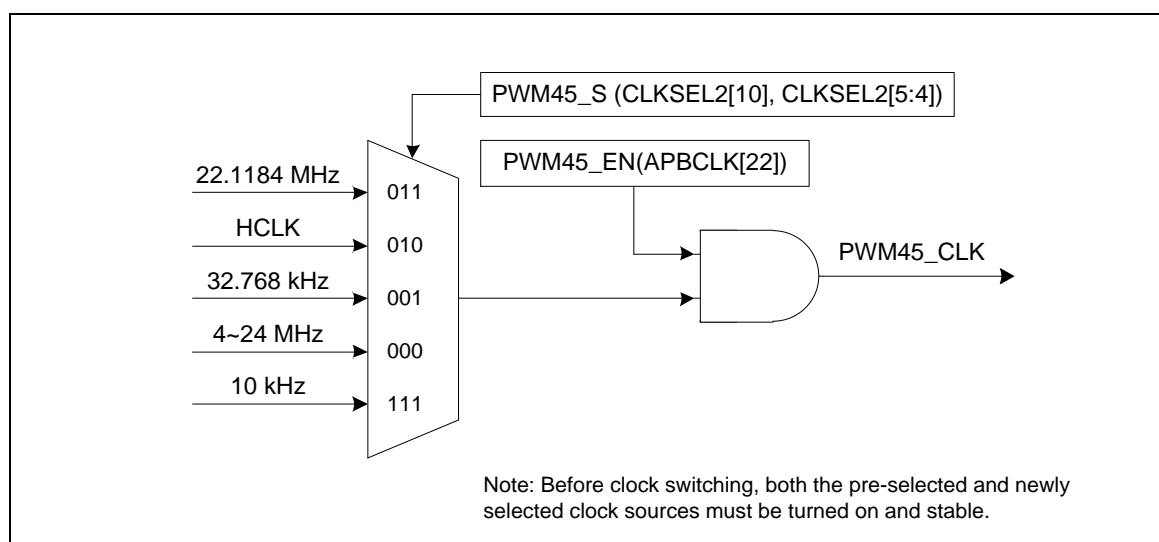 PWM45_S (CLKSEL2[10], CLKSEL2[5:4])
PWM45_EN(APBCLK[22])
22.1184 MHz
011
HCLK
010
PWM45_CLK
32.768 kHz
001
4~24 MHz
000
10 kHz
111
Note: Before clock switching, both the pre-selected and newly
selected clock sources must be turned on and stable.